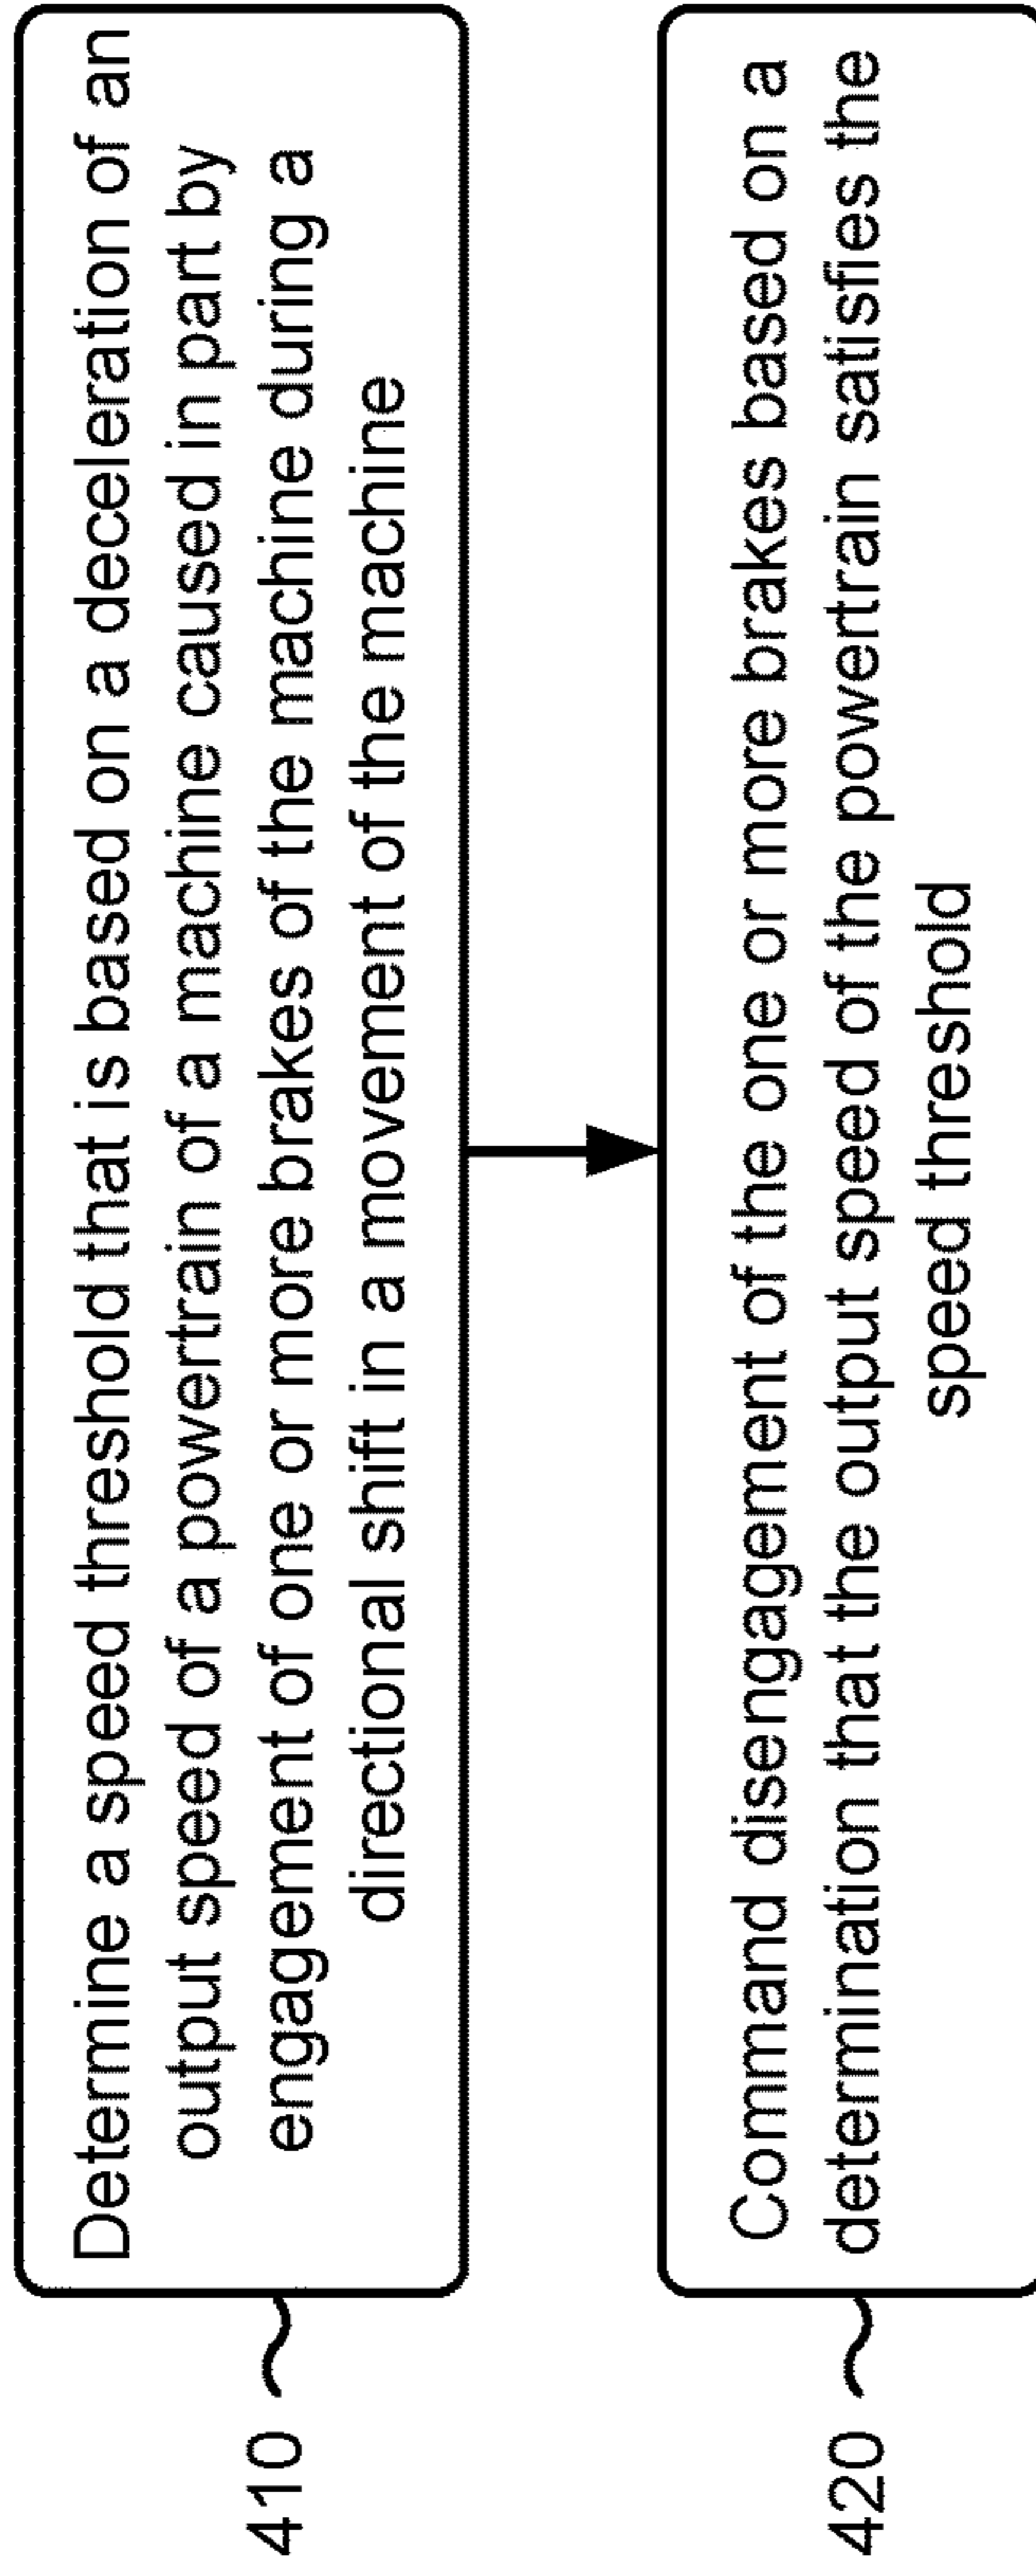 410
Determine a speed threshold that is based on a deceleration of an
output speed of a powertrain of a machine caused in part by
engagement of one or more brakes of the machine during a
directional shift in a movement of the machine
420
Command disengagement of the one or more brakes based on a
determination that the output speed of the powertrain satisfies the
speed threshold